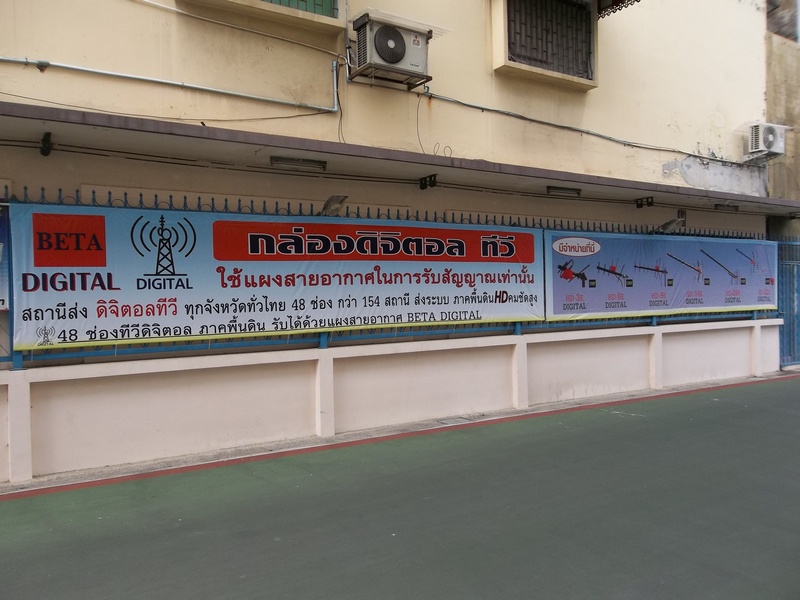 BETA
DIGITAL
DIGITAL
กล่องดิจิตอล ทีวี
ใช้แผงสายอากาศในการรับสัญญาณเท่านั้น
สถานีส่ง ดิจิตอลทีวี ทุกจังหวัดทั่วไทย 48 ช่อง กว่า 154 สถานี ส่งระบบ ภาคพื้นดินHDคมชัดสูง
48 ช่องทีวีดิจิตอล ภาคพื้นดิน รับได้ด้วยแผงสายอากาศ BETA DIGITAL
มีจำหน่ายที่นี่
DIGITAL DIGITAL DIGITAL DIGITAL DIGITAL DIGITAL